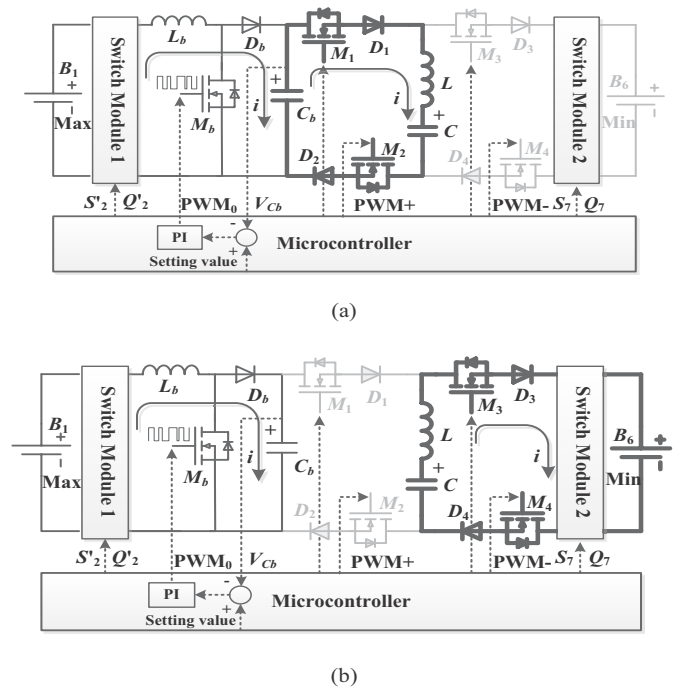 L_b D_b M_1 D_1 M_3 D_3
B_1 + Max Switch Module 1 M_b i + C_b i L + C Switch Module 2 B_6 + Min
D_2 M_2 D_4 M_4
S'_2 Q'_2 PWM_0 V_Cb PWM+ PWM- S_7 Q_7
PI - Microcontroller
Setting value +
(a)
L_b D_b M_1 D_1 M_3 D_3
B_1 + Max Switch Module 1 M_b i + C_b L + C i Switch Module 2 B_6 + Min
D_2 M_2 D_4 M_4
S'_2 Q'_2 PWM_0 V_Cb PWM+ PWM- S_7 Q_7
PI - Microcontroller
Setting value +
(b)